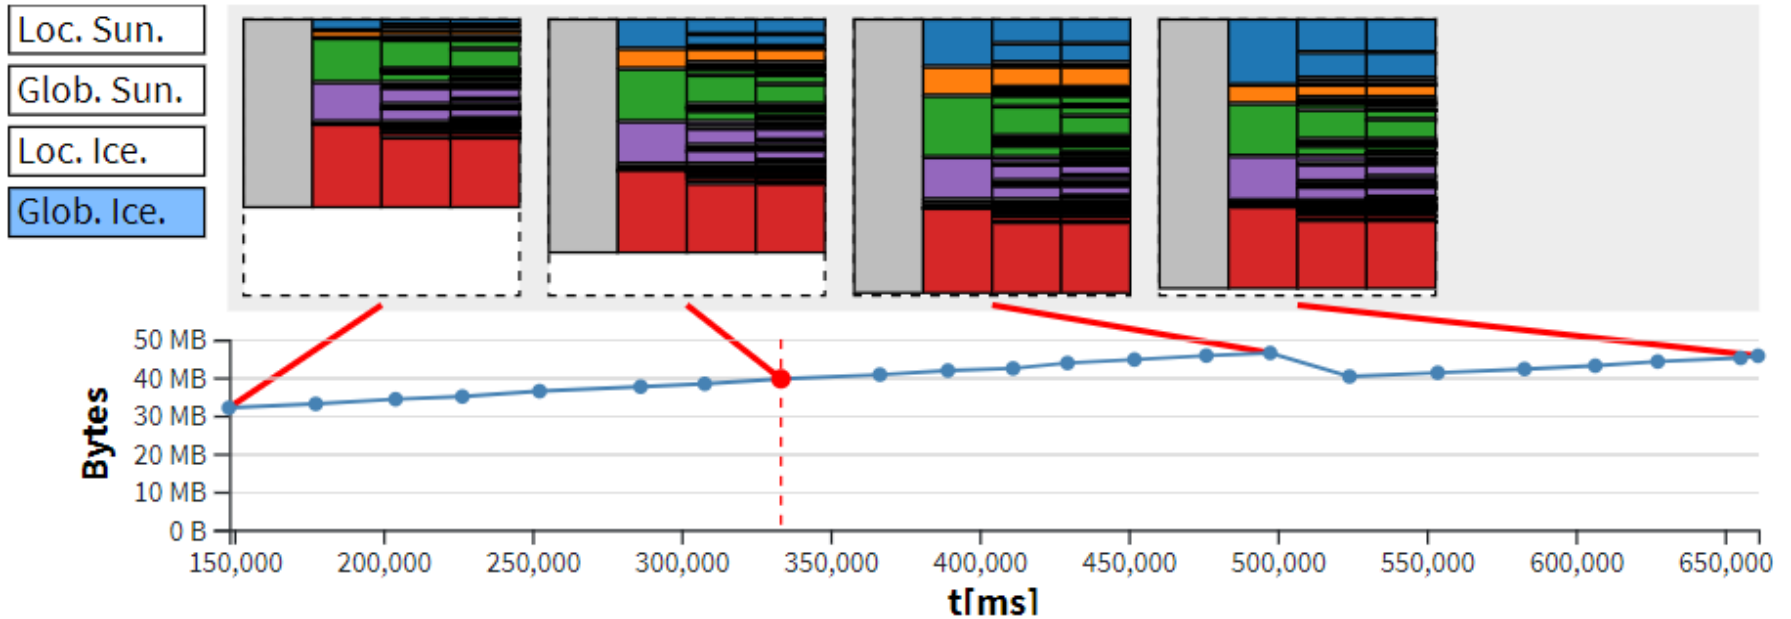 Loc. Sun.
Glob. Sun.
Loc. Ice.
Glob. Ice.
50 MB
40 MB
30 MB
20 MB
10 MB
0 B
Bytes
150,000 200,000 250,000 300,000 350,000 400,000 450,000 500,000 550,000 600,000 650,000
t[ms]